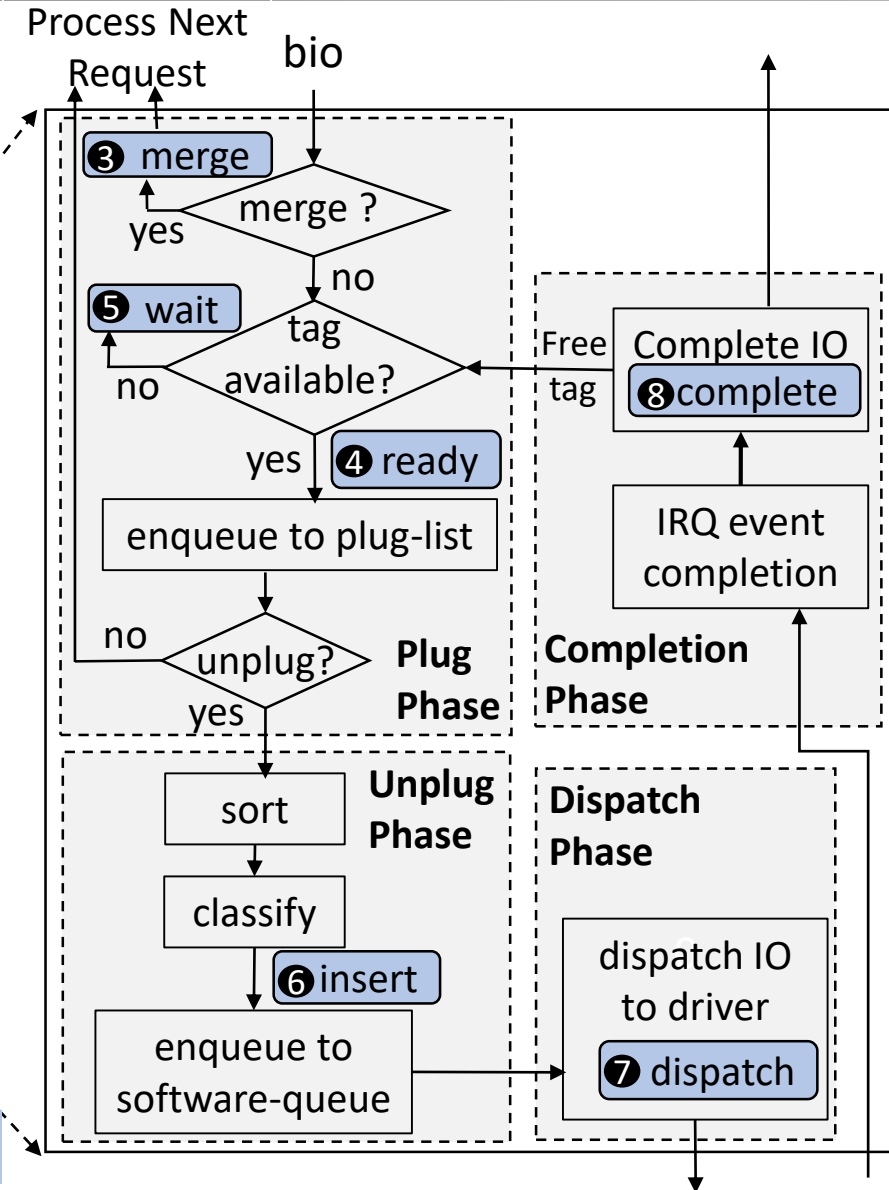 Process Next
Request
bio
❸ merge
merge ?
yes
no
❺ wait
tag
available?
no
yes
❹ ready
enqueue to plug-list
unplug?
no
yes
Plug
Phase
Free
tag
Complete IO
❽complete
IRQ event
completion
Completion
Phase
Unplug
Phase
sort
classify
❻ insert
enqueue to
software-queue
Dispatch
Phase
dispatch IO
to driver
❼ dispatch